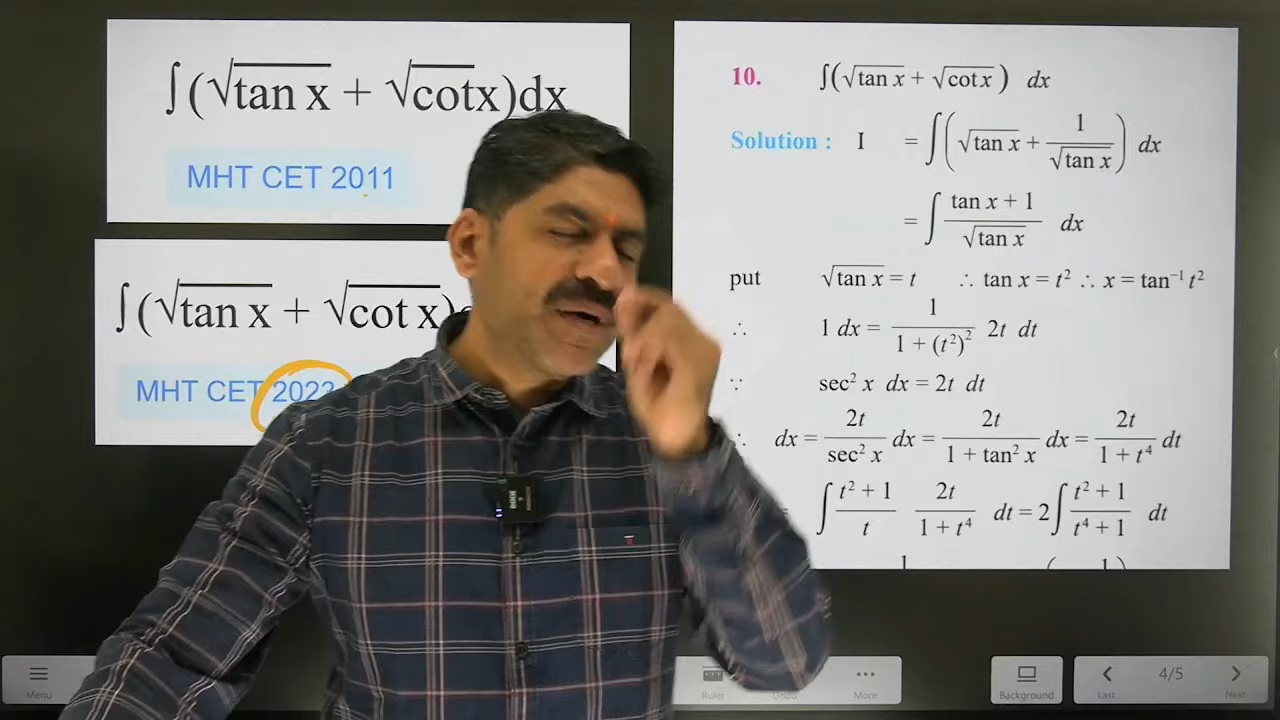 ∫(√tan x + √cotx)dx
MHT CET 2011
∫(√tan x + √cot x)
MHT CET 2022
10. ∫(√tan x + √cot x) dx
Solution : I = ∫(√tan x + 1/√tan x) dx
= ∫ (tan x + 1)/√tan x dx
put √tan x = t ∴ tan x = t² ∴ x = tan⁻¹ t²
∴ 1 dx = 1/(1 + (t²)²) 2t dt
∵ sec² x dx = 2t dt
∴ dx = 2t/sec² x dx = 2t/(1 + tan² x) dx = 2t/(1 + t⁴) dt
∫ (t² + 1)/t 2t/(1 + t⁴) dt = 2∫ (t² + 1)/(t⁴ + 1) dt
Menu
Ruler
Undo
More
Background
Last
4/5
Next